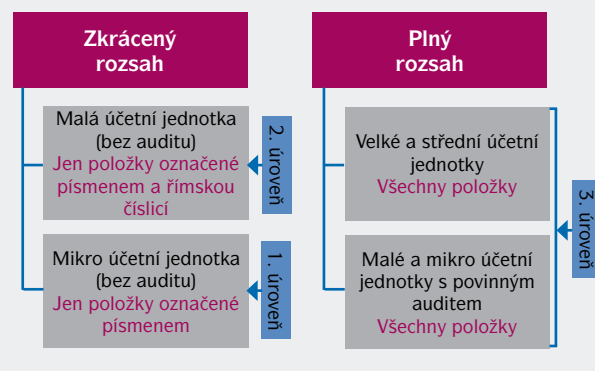 Zkrácený
rozsah
Malá účetní jednotka
(bez auditu)
Jen položky označené
písmenem a římskou
číslicí
2. úroveň
Mikro účetní jednotka
(bez auditu)
Jen položky označené
písmenem
1. úroveň
Plný
rozsah
Velké a střední účetní
jednotky
Všechny položky
Malé a mikro účetní
jednotky s povinným
auditem
Všechny položky
3. úroveň